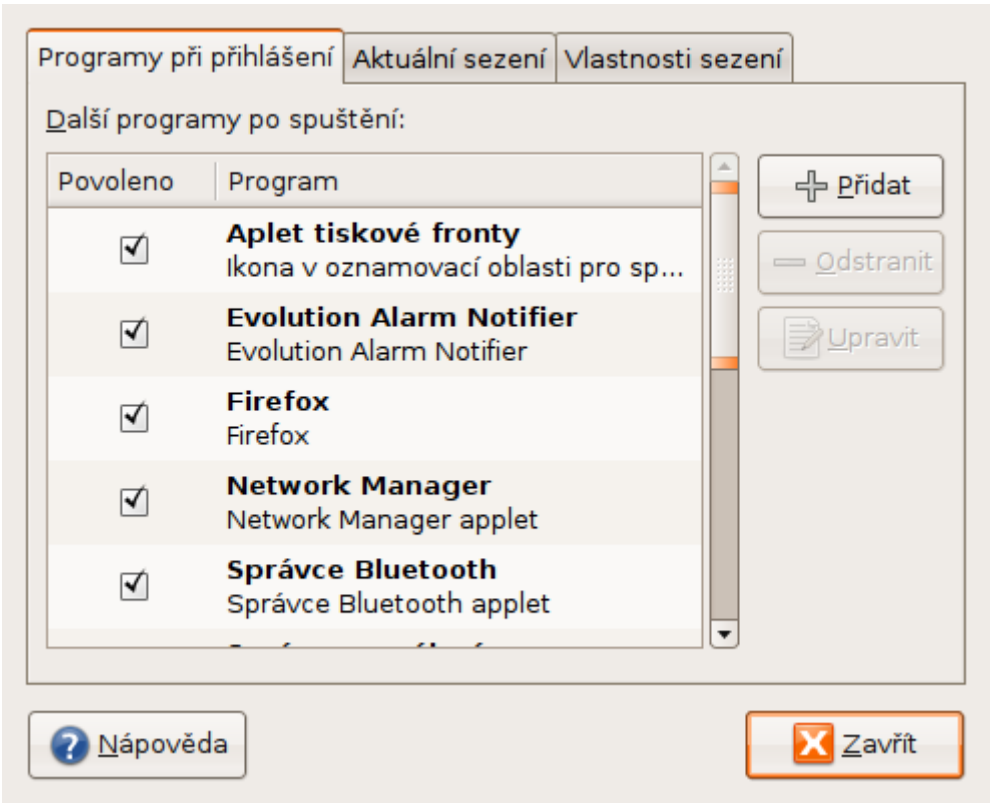 Programy při přihlášení Aktuální sezení Vlastnosti sezení
Další programy po spuštění:
Povoleno Program
Aplet tiskové fronty
Ikona v oznamovací oblasti pro sp...
Evolution Alarm Notifier
Evolution Alarm Notifier
Firefox
Firefox
Network Manager
Network Manager applet
Správce Bluetooth
Správce Bluetooth applet
Přidat
Odstranit
Upravit
Nápověda
Zavřít